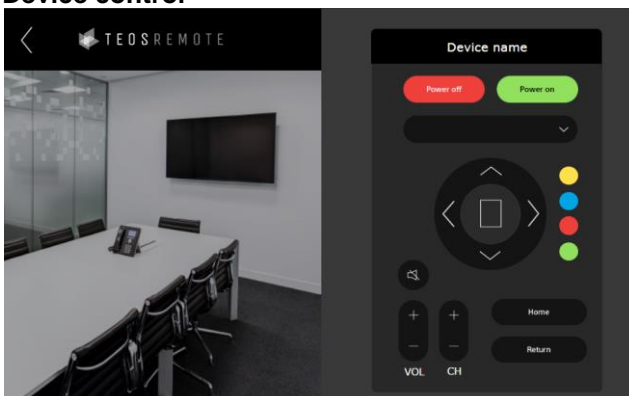 Device control
TEOSREMOTE
Device name
Power off
Power on
Home
Return
VOL
CH